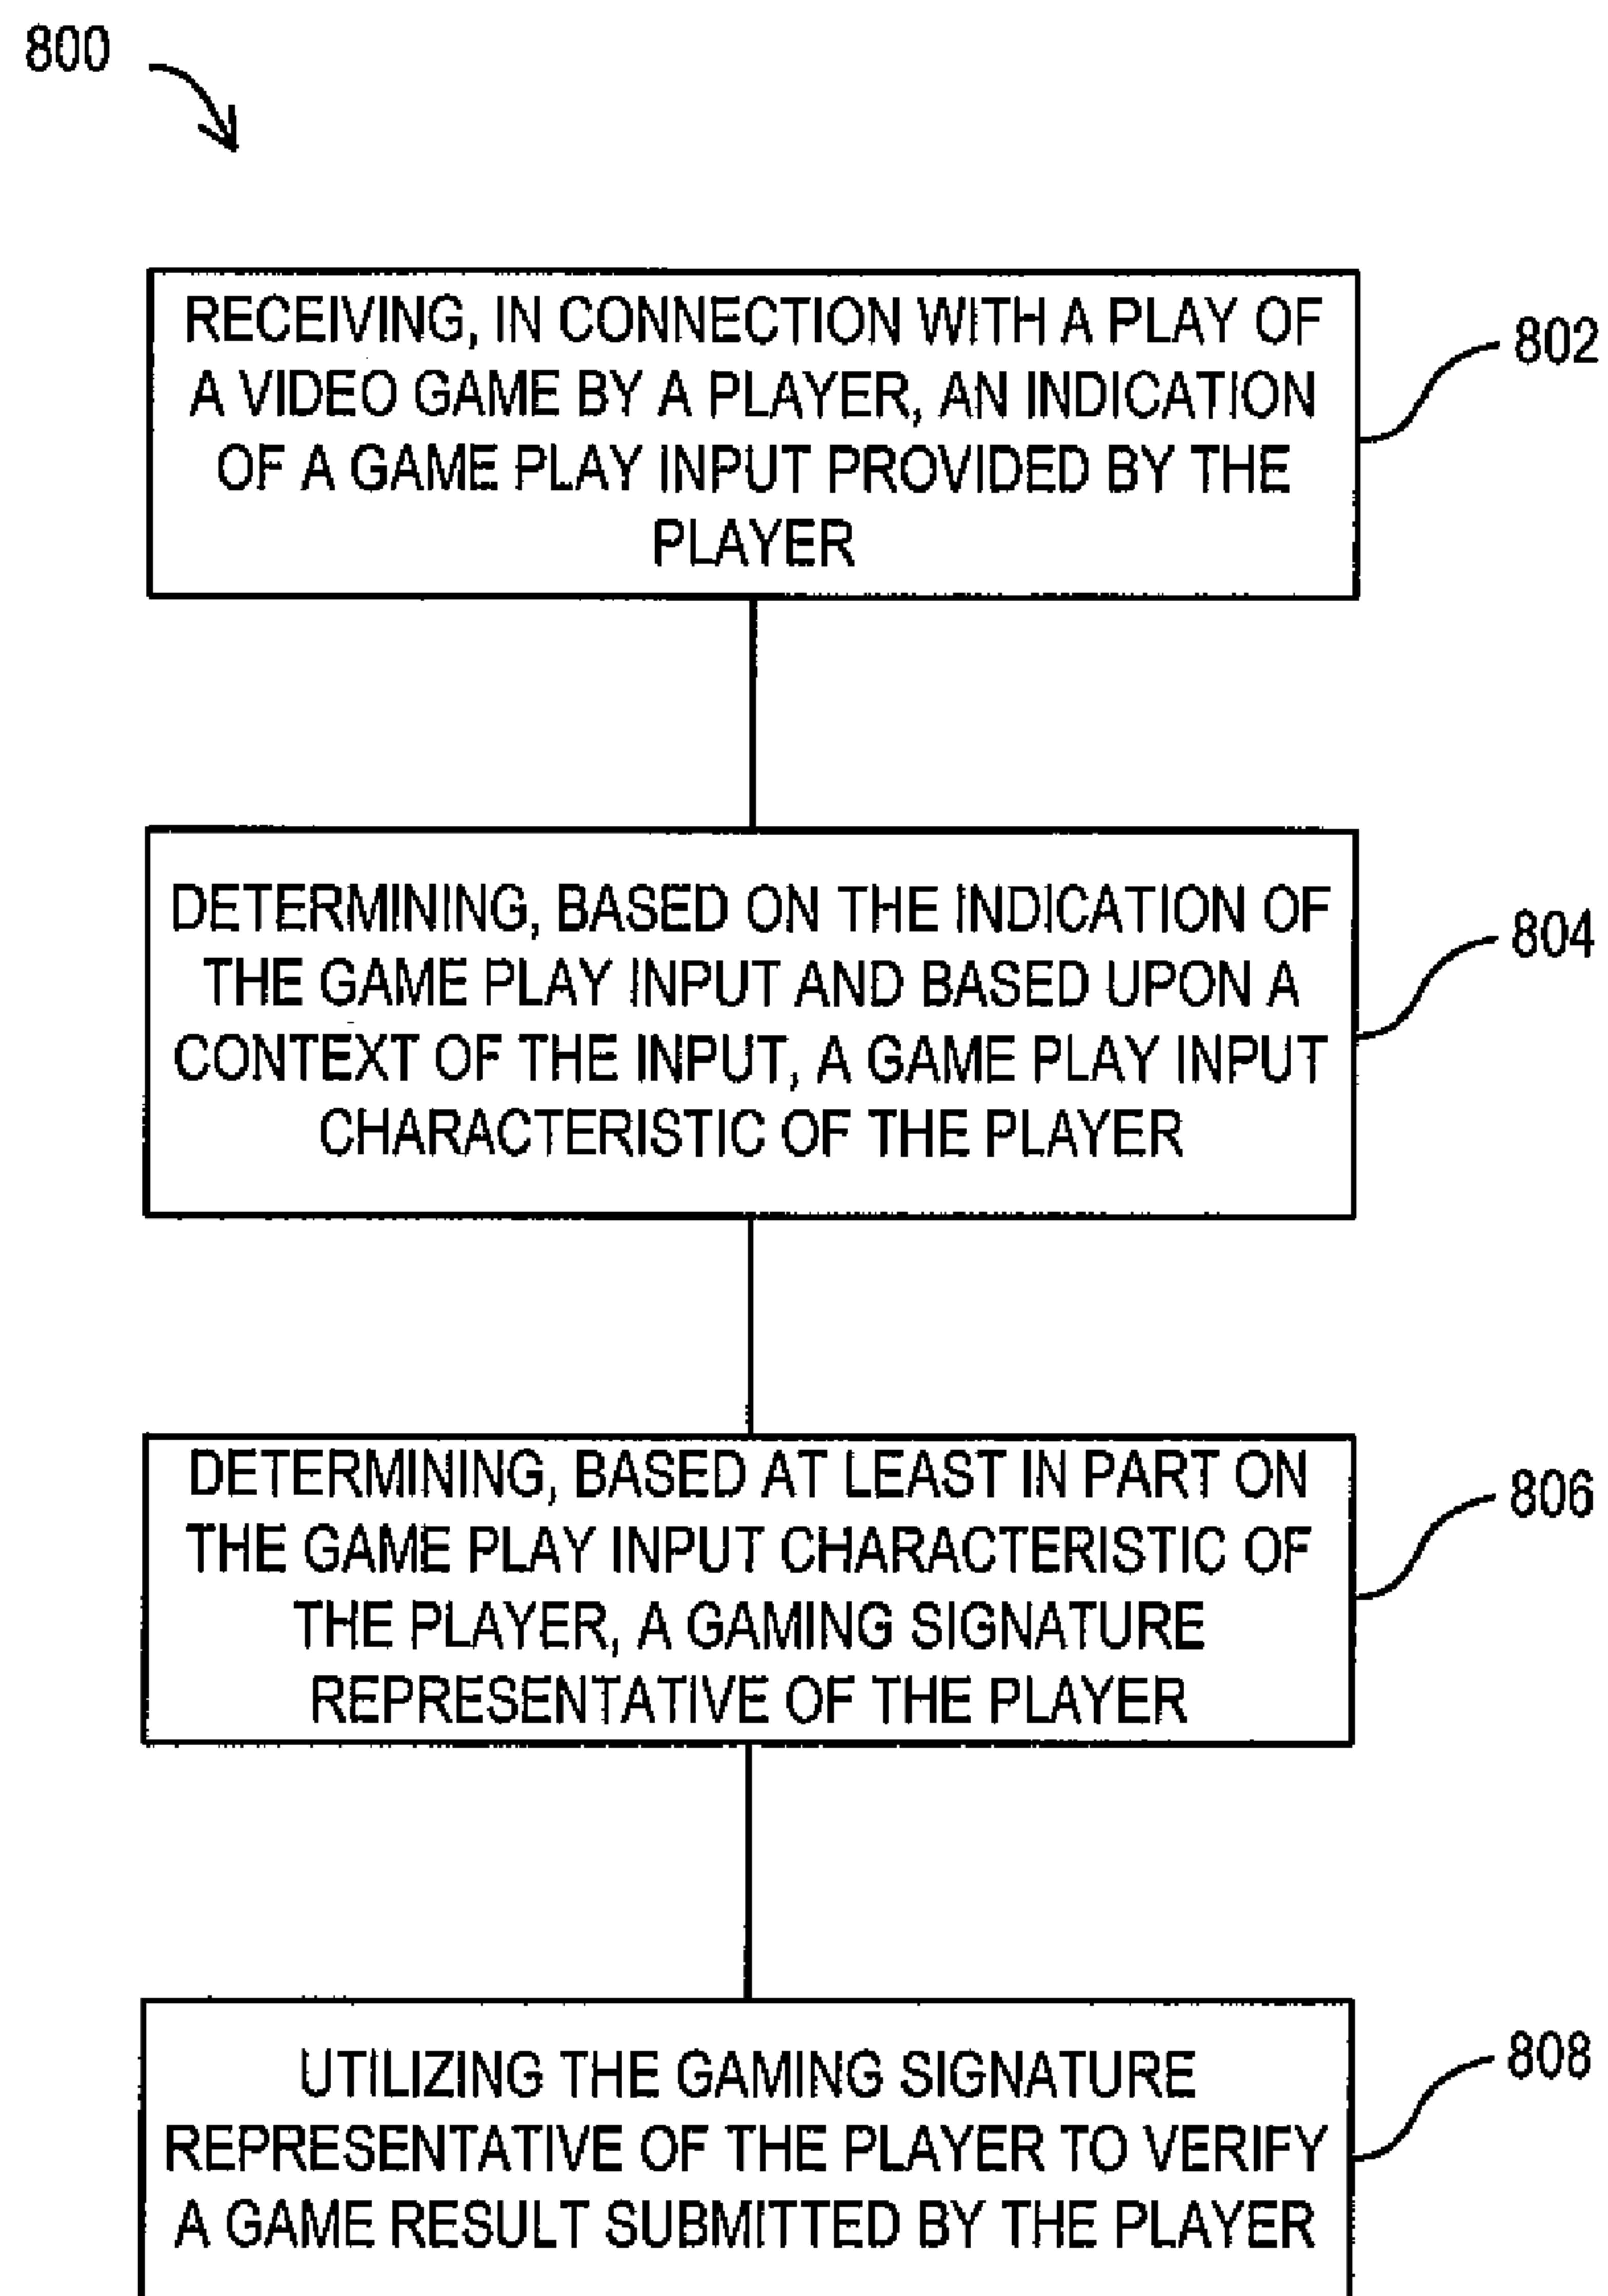 800
RECEIVING, IN CONNECTION WITH A PLAY OF
A VIDEO GAME BY A PLAYER, AN INDICATION
OF A GAME PLAY INPUT PROVIDED BY THE
PLAYER
802
DETERMINING, BASED ON THE INDICATION OF
THE GAME PLAY INPUT AND BASED UPON A
CONTEXT OF THE INPUT, A GAME PLAY INPUT
CHARACTERISTIC OF THE PLAYER
804
DETERMINING, BASED AT LEAST IN PART ON
THE GAME PLAY INPUT CHARACTERISTIC OF
THE PLAYER, A GAMING SIGNATURE
REPRESENTATIVE OF THE PLAYER
806
UTILIZING THE GAMING SIGNATURE
REPRESENTATIVE OF THE PLAYER TO VERIFY
A GAME RESULT SUBMITTED BY THE PLAYER
808